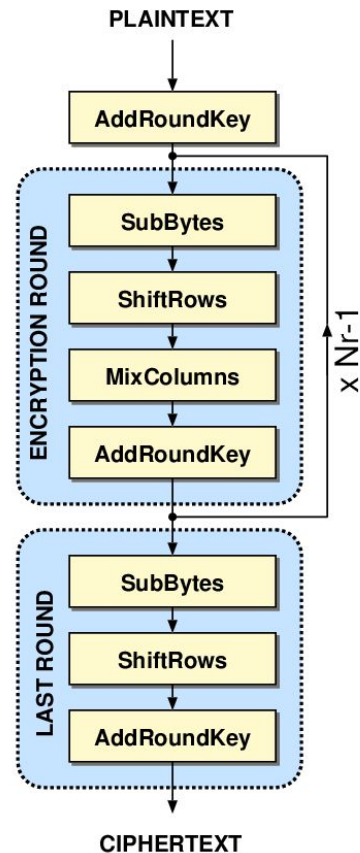 PLAINTEXT
AddRoundKey
ENCRYPTION ROUND
SubBytes
ShiftRows
MixColumns
AddRoundKey
x Nr-1
LAST ROUND
SubBytes
ShiftRows
AddRoundKey
CIPHERTEXT